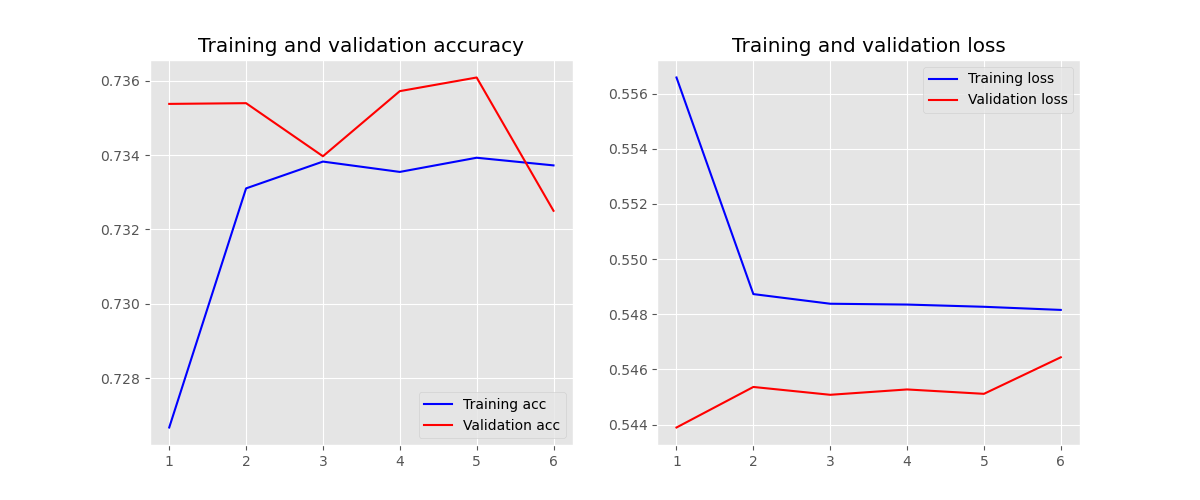 Training and validation accuracy
0.736
0.734
0.732
0.730
0.728
1 2 3 4 5 6
Training acc
Validation acc
Training and validation loss
0.556
0.554
0.552
0.550
0.548
0.546
0.544
1 2 3 4 5 6
Training loss
Validation loss